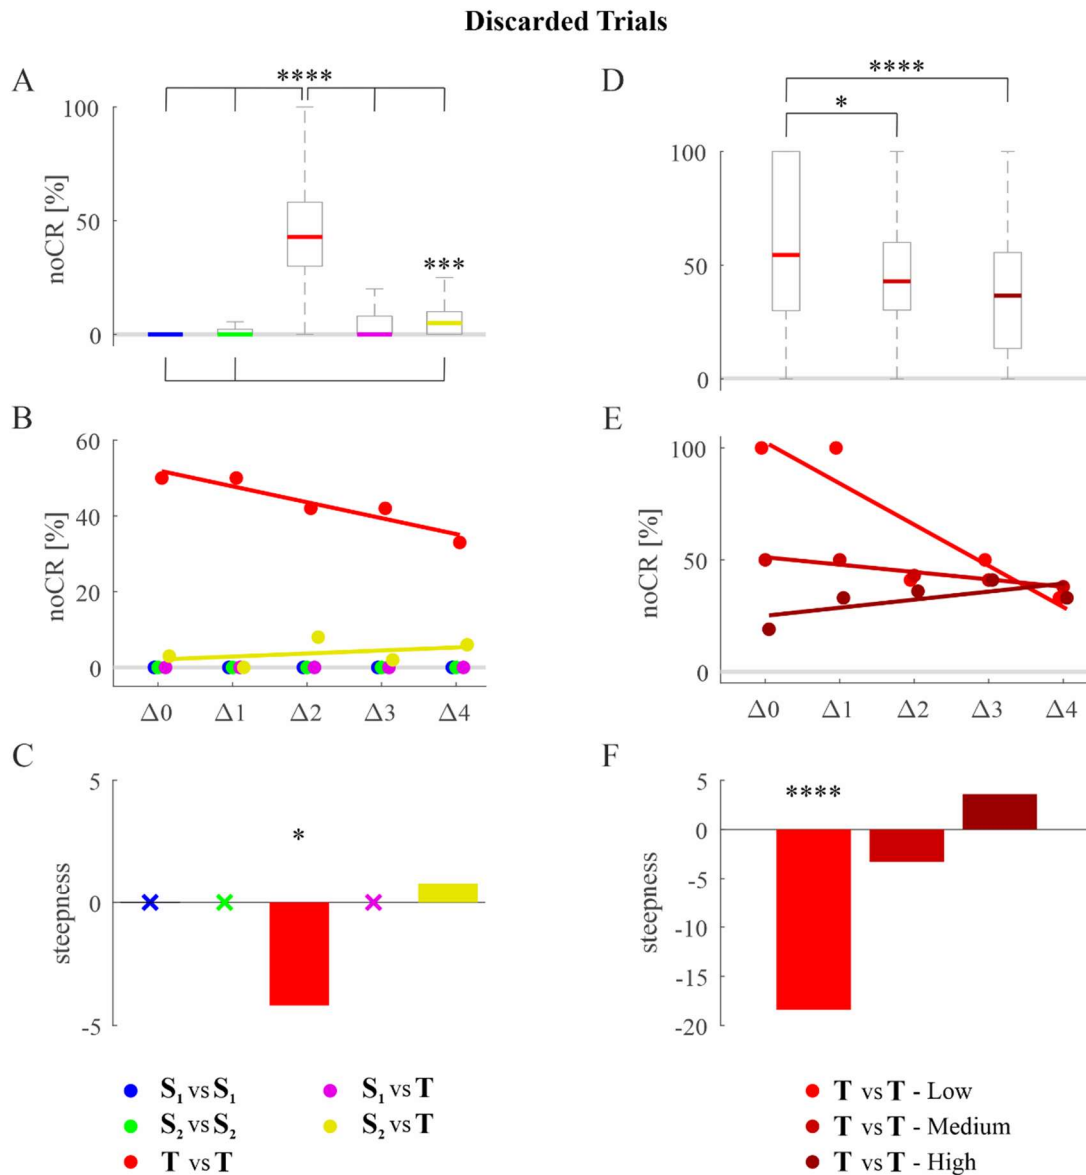 Discarded Trials
A
****
100
noCR [%]
50
***
0
D
****
*
100
noCR [%]
50
0
B
60
noCR [%]
40
20
0
Δ0 Δ1 Δ2 Δ3 Δ4
E
100
noCR [%]
50
0
Δ0 Δ1 Δ2 Δ3 Δ4
C
5
*
steepness
0
-5
F
5
****
0
steepness
-5
-10
-15
-20
S₁ vs S₁
S₂ vs S₂
T vs T
S₁ vs T
S₂ vs T
T vs T - Low
T vs T - Medium
T vs T - High